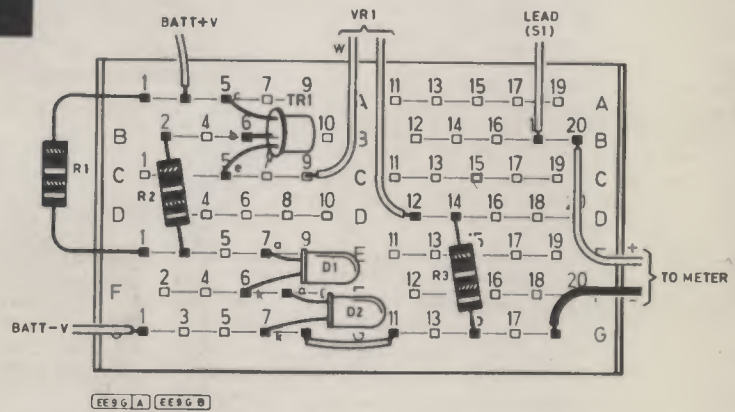 BATT+V
VR1
LEAD
(S1)
W
1 5 7 9 11 13 15 17 19
A c TR1 A
B 2 4 b 6 10 B 12 14 16 1 20 B
C 1 5 e 9 C 11 13 15 17 19 C
R1
R2
D 4 6 8 10 D 12 14 16 18 D
1 5 7 a 9 E 11 13 15 17 19
D1
R3
+
TO METER
-
F 2 4 6 k a 12 16 18 20
D2
BATT-V
1 3 5 7 k 11 13 17 G
EE9G A EE9G B